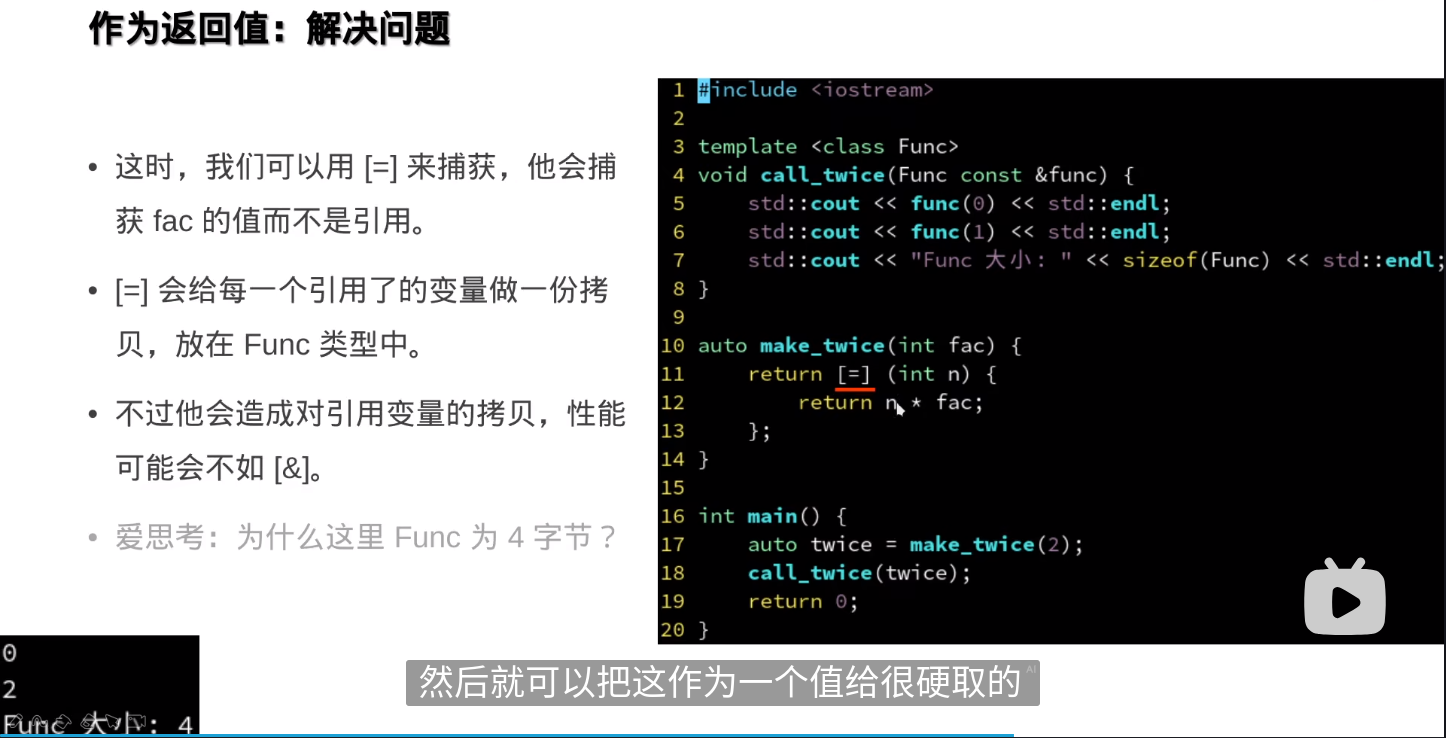 作为返回值：解决问题
• 这时，我们可以用 [=] 来捕获，他会捕
获 fac 的值而不是引用。
• [=] 会给每一个引用了的变量做一份拷
贝，放在 Func 类型中。
• 不过他会造成对引用变量的拷贝，性能
可能会不如 [&]。
• 爱思考：为什么这里 Func 为 4 字节？
1 #include <iostream>
2
3 template <class Func>
4 void call_twice(Func const &func) {
5     std::cout << func(0) << std::endl;
6     std::cout << func(1) << std::endl;
7     std::cout << "Func 大小: " << sizeof(Func) << std::endl;
8 }
9
10 auto make_twice(int fac) {
11     return [=] (int n) {
12         return n * fac;
13     };
14 }
15
16 int main() {
17     auto twice = make_twice(2);
18     call_twice(twice);
19     return 0;
20 }
0
2
Func 大小: 4
然后就可以把这作为一个值给很硬取的
AI